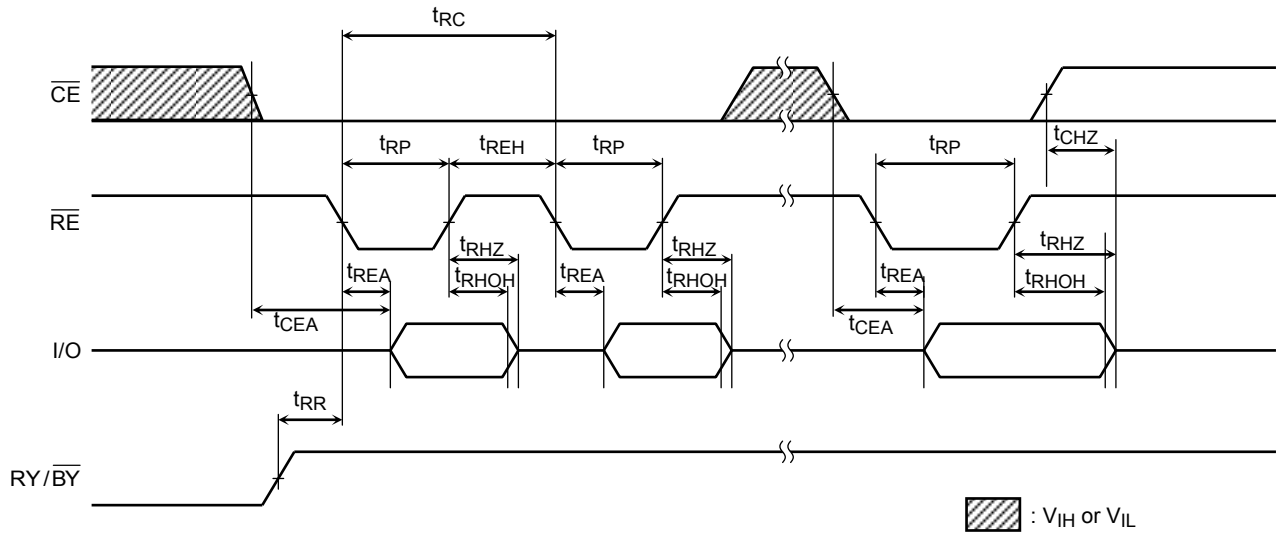 tRC
CE
tCHZ
tRP tREH tRP tRP
RE
tRHZ tRHZ tRHZ
tREA tRHOH tREA tRHOH tREA tRHOH
tCEA tCEA
I/O
tRR
RY/BY
: VIH or VIL